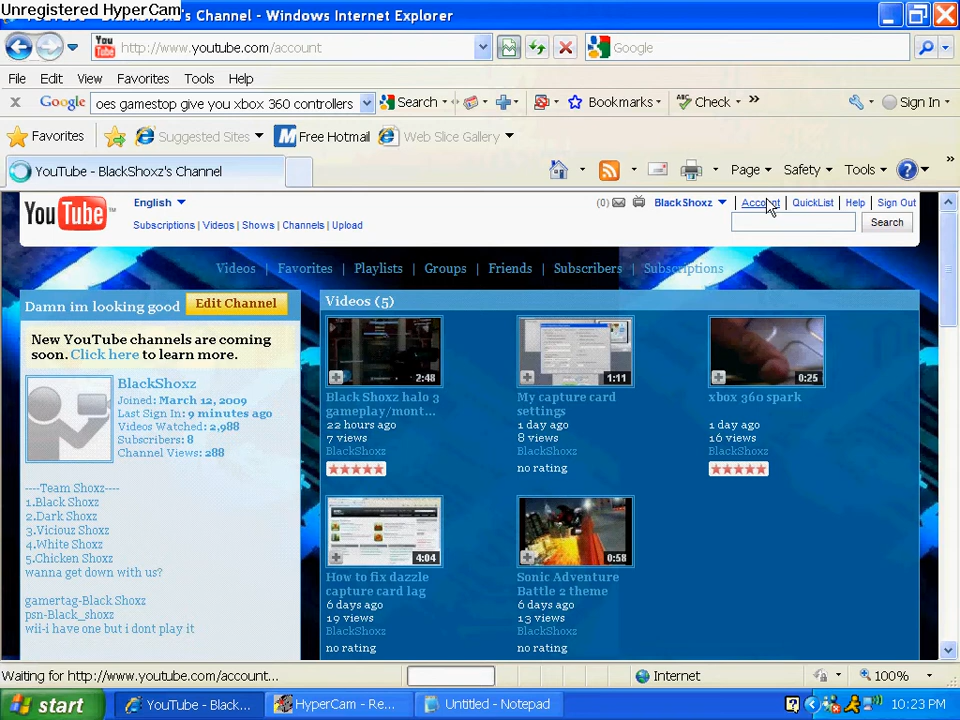 Unregistered HyperCam
's Channel - Windows Internet Explorer
http://www.youtube.com/account
Google
File Edit View Favorites Tools Help
x Google oes gamestop give you xbox 360 controllers Search Bookmarks Check » Sign In
Favorites Suggested Sites Free Hotmail Web Slice Gallery
YouTube - BlackShoxz's Channel
Page Safety Tools »
YouTube English (0) BlackShoxz | Account | QuickList | Help | Sign Out
Subscriptions | Videos | Shows | Channels | Upload
Search
Videos | Favorites | Playlists | Groups | Friends | Subscribers | Subscriptions
Damn im looking good Edit Channel
New YouTube channels are coming
soon. Click here to learn more.
BlackShoxz
Joined: March 12, 2009
Last Sign In: 9 minutes ago
Videos Watched: 2,988
Subscribers: 8
Channel Views: 288
----Team Shoxz----
1.Black Shoxz
2.Dark Shoxz
3.Viciouz Shoxz
4.White Shoxz
5.Chicken Shoxz
wanna get down with us?
gamertag-Black Shoxz
psn-Black_shoxz
wii-i have one but i dont play it
Videos (5)
2:48
Black Shoxz halo 3
gameplay/mont...
22 hours ago
7 views
BlackShoxz
1:11
My capture card
settings
1 day ago
8 views
BlackShoxz
no rating
0:25
xbox 360 spark
1 day ago
16 views
BlackShoxz
4:04
How to fix dazzle
capture card lag
6 days ago
19 views
BlackShoxz
no rating
0:58
Sonic Adventure
Battle 2 theme
6 days ago
13 views
BlackShoxz
no rating
Waiting for http://www.youtube.com/account... Internet 100%
start YouTube - BlackS... HyperCam - Re... Untitled - Notepad 10:23 PM